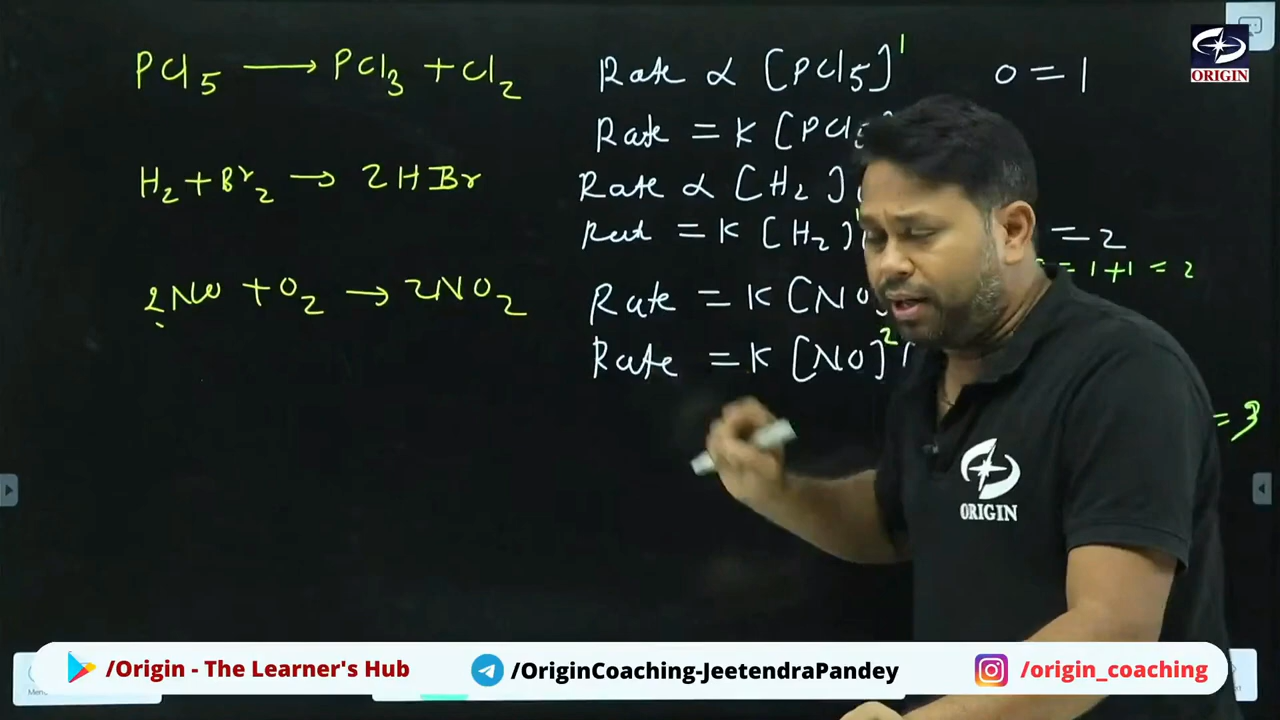 PCl5 ⟶ PCl3 + Cl2 Rate ∝ [PCl5]¹ O = 1
ORIGIN
Rate = K [PCl5
H2 + Br2 → 2HBr Rate ∝ [H2]
Rate = K [H2]¹ = 2
= 1+1 = 2
2NO + O2 → 2NO2 Rate = K [NO
Rate = K [NO]²
= 3
ORIGIN
/Origin - The Learner's Hub /OriginCoaching-JeetendraPandey /origin_coaching